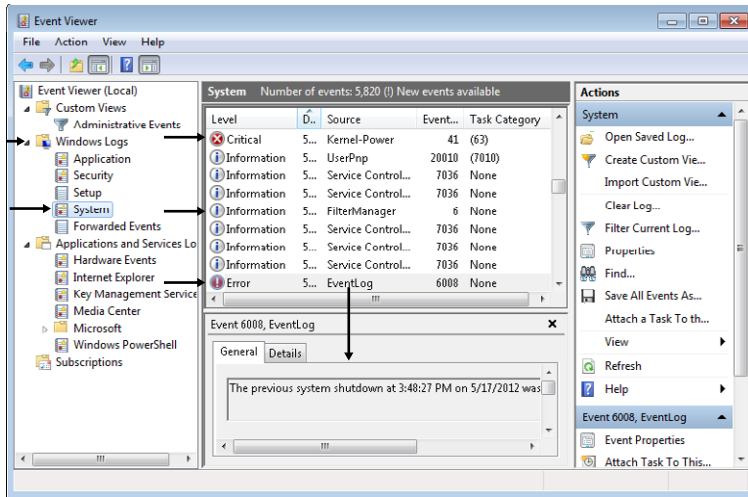 Event Viewer
File Action View Help
Event Viewer (Local)
Custom Views
Administrative Events
Windows Logs
Application
Security
Setup
System
Forwarded Events
Applications and Services Lo
Hardware Events
Internet Explorer
Key Management Service
Media Center
Microsoft
Windows PowerShell
Subscriptions
System Number of events: 5,820 (!) New events available
Level D.. Source Event... Task Category
Critical 5... Kernel-Power 41 (63)
Information 5... UserPnp 20010 (7010)
Information 5... Service Control... 7036 None
Information 5... Service Control... 7036 None
Information 5... FilterManager 6 None
Information 5... Service Control... 7036 None
Information 5... Service Control... 7036 None
Information 5... Service Control... 7036 None
Error 5... EventLog 6008 None
Event 6008, EventLog
General Details
The previous system shutdown at 3:48:27 PM on 5/17/2012 was
Actions
System
Open Saved Log...
Create Custom Vie...
Import Custom Vie...
Clear Log...
Filter Current Log...
Properties
Find...
Save All Events As...
Attach a Task To th...
View
Refresh
Help
Event 6008, EventLog
Event Properties
Attach Task To This...